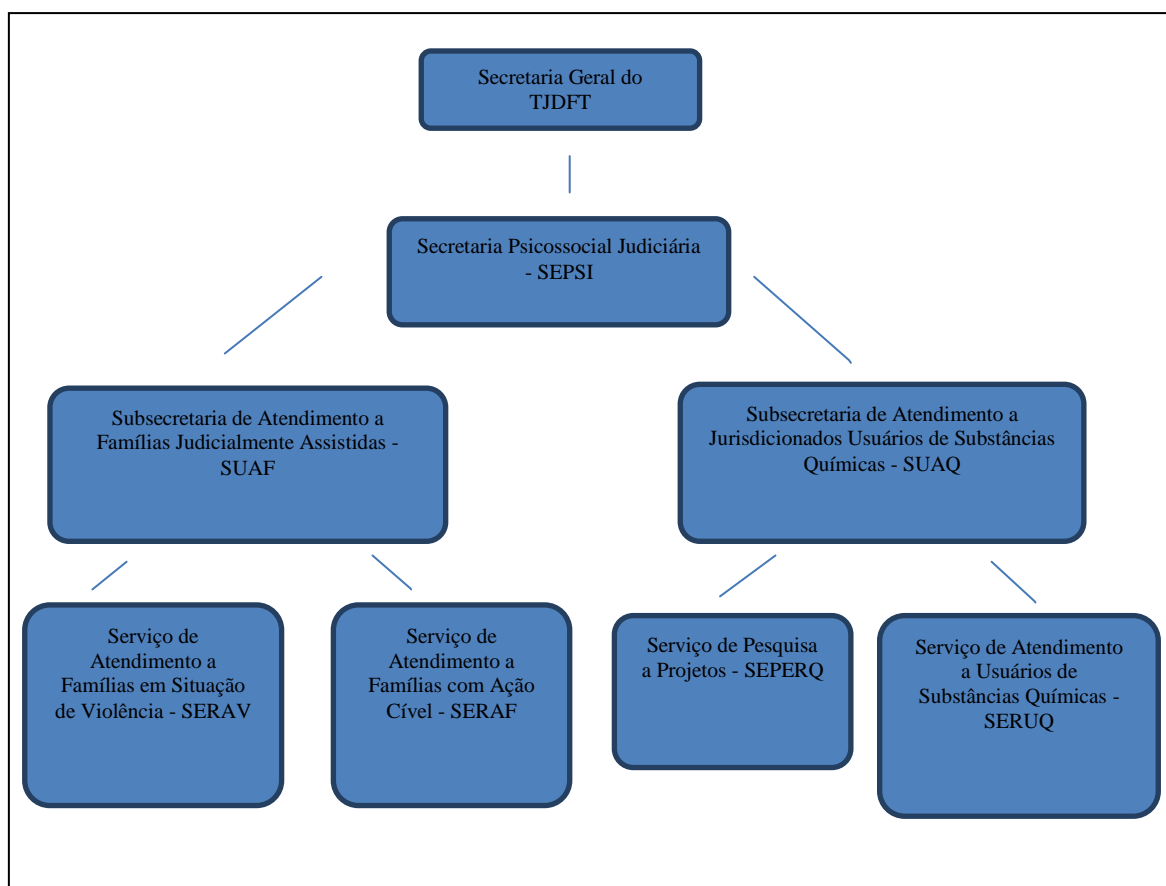 Secretaria Geral do
TJDFT
Secretaria Psicossocial Judiciária
- SEPSI
Subsecretaria de Atendimento a
Famílias Judicialmente Assistidas -
SUAF
Subsecretaria de Atendimento a
Jurisdicionados Usuários de Substâncias
Químicas - SUAQ
Serviço de
Atendimento a
Famílias em Situação
de Violência - SERAV
Serviço de
Atendimento a
Famílias com Ação
Cível - SERAF
Serviço de Pesquisa
a Projetos - SEPERQ
Serviço de Atendimento
a Usuários de
Substâncias Químicas -
SERUQ